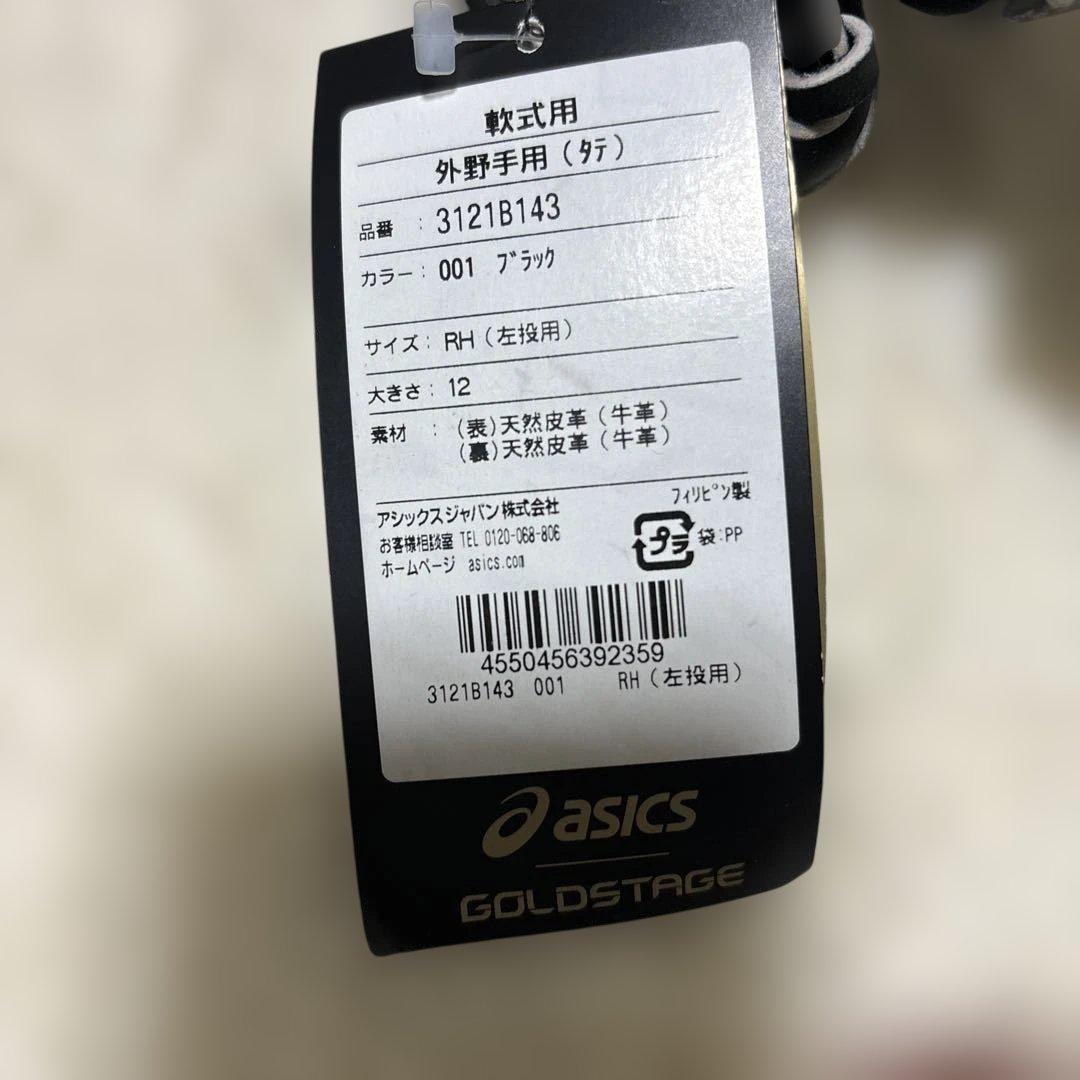 軟式用
外野手用（ﾀﾃ）
品番 : 3121B143
カラー : 001 ﾌﾞﾗｯｸ
サイズ : RH（左投用）
大きさ : 12
素材 : (表)天然皮革（牛革）
(裏)天然皮革（牛革）
ﾌｨﾘﾋﾟﾝ製
アシックスジャパン株式会社
お客様相談室 TEL 0120-068-806
ホームページ asics.com
プラ 袋:PP
4550456392359
3121B143 001 RH（左投用）
asics
GOLDSTAGE